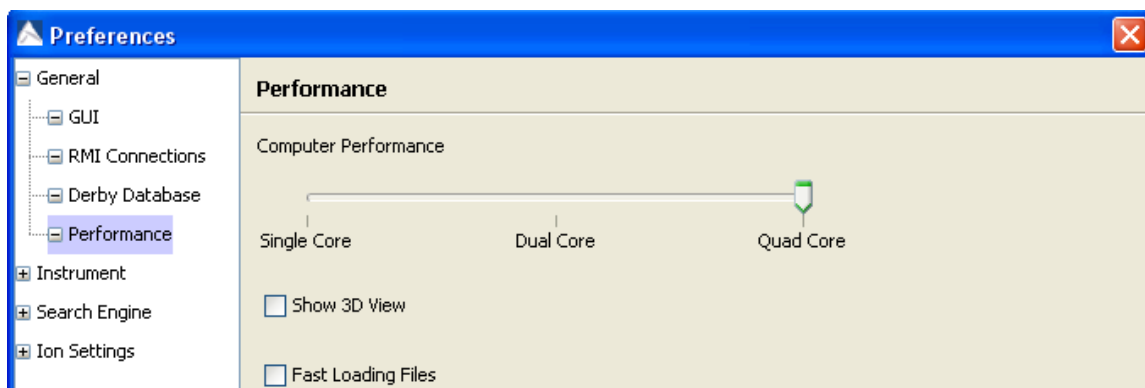 Preferences
General
GUI
RMI Connections
Derby Database
Performance
Instrument
Search Engine
Ion Settings
Performance
Computer Performance
Single Core Dual Core Quad Core
Show 3D View
Fast Loading Files